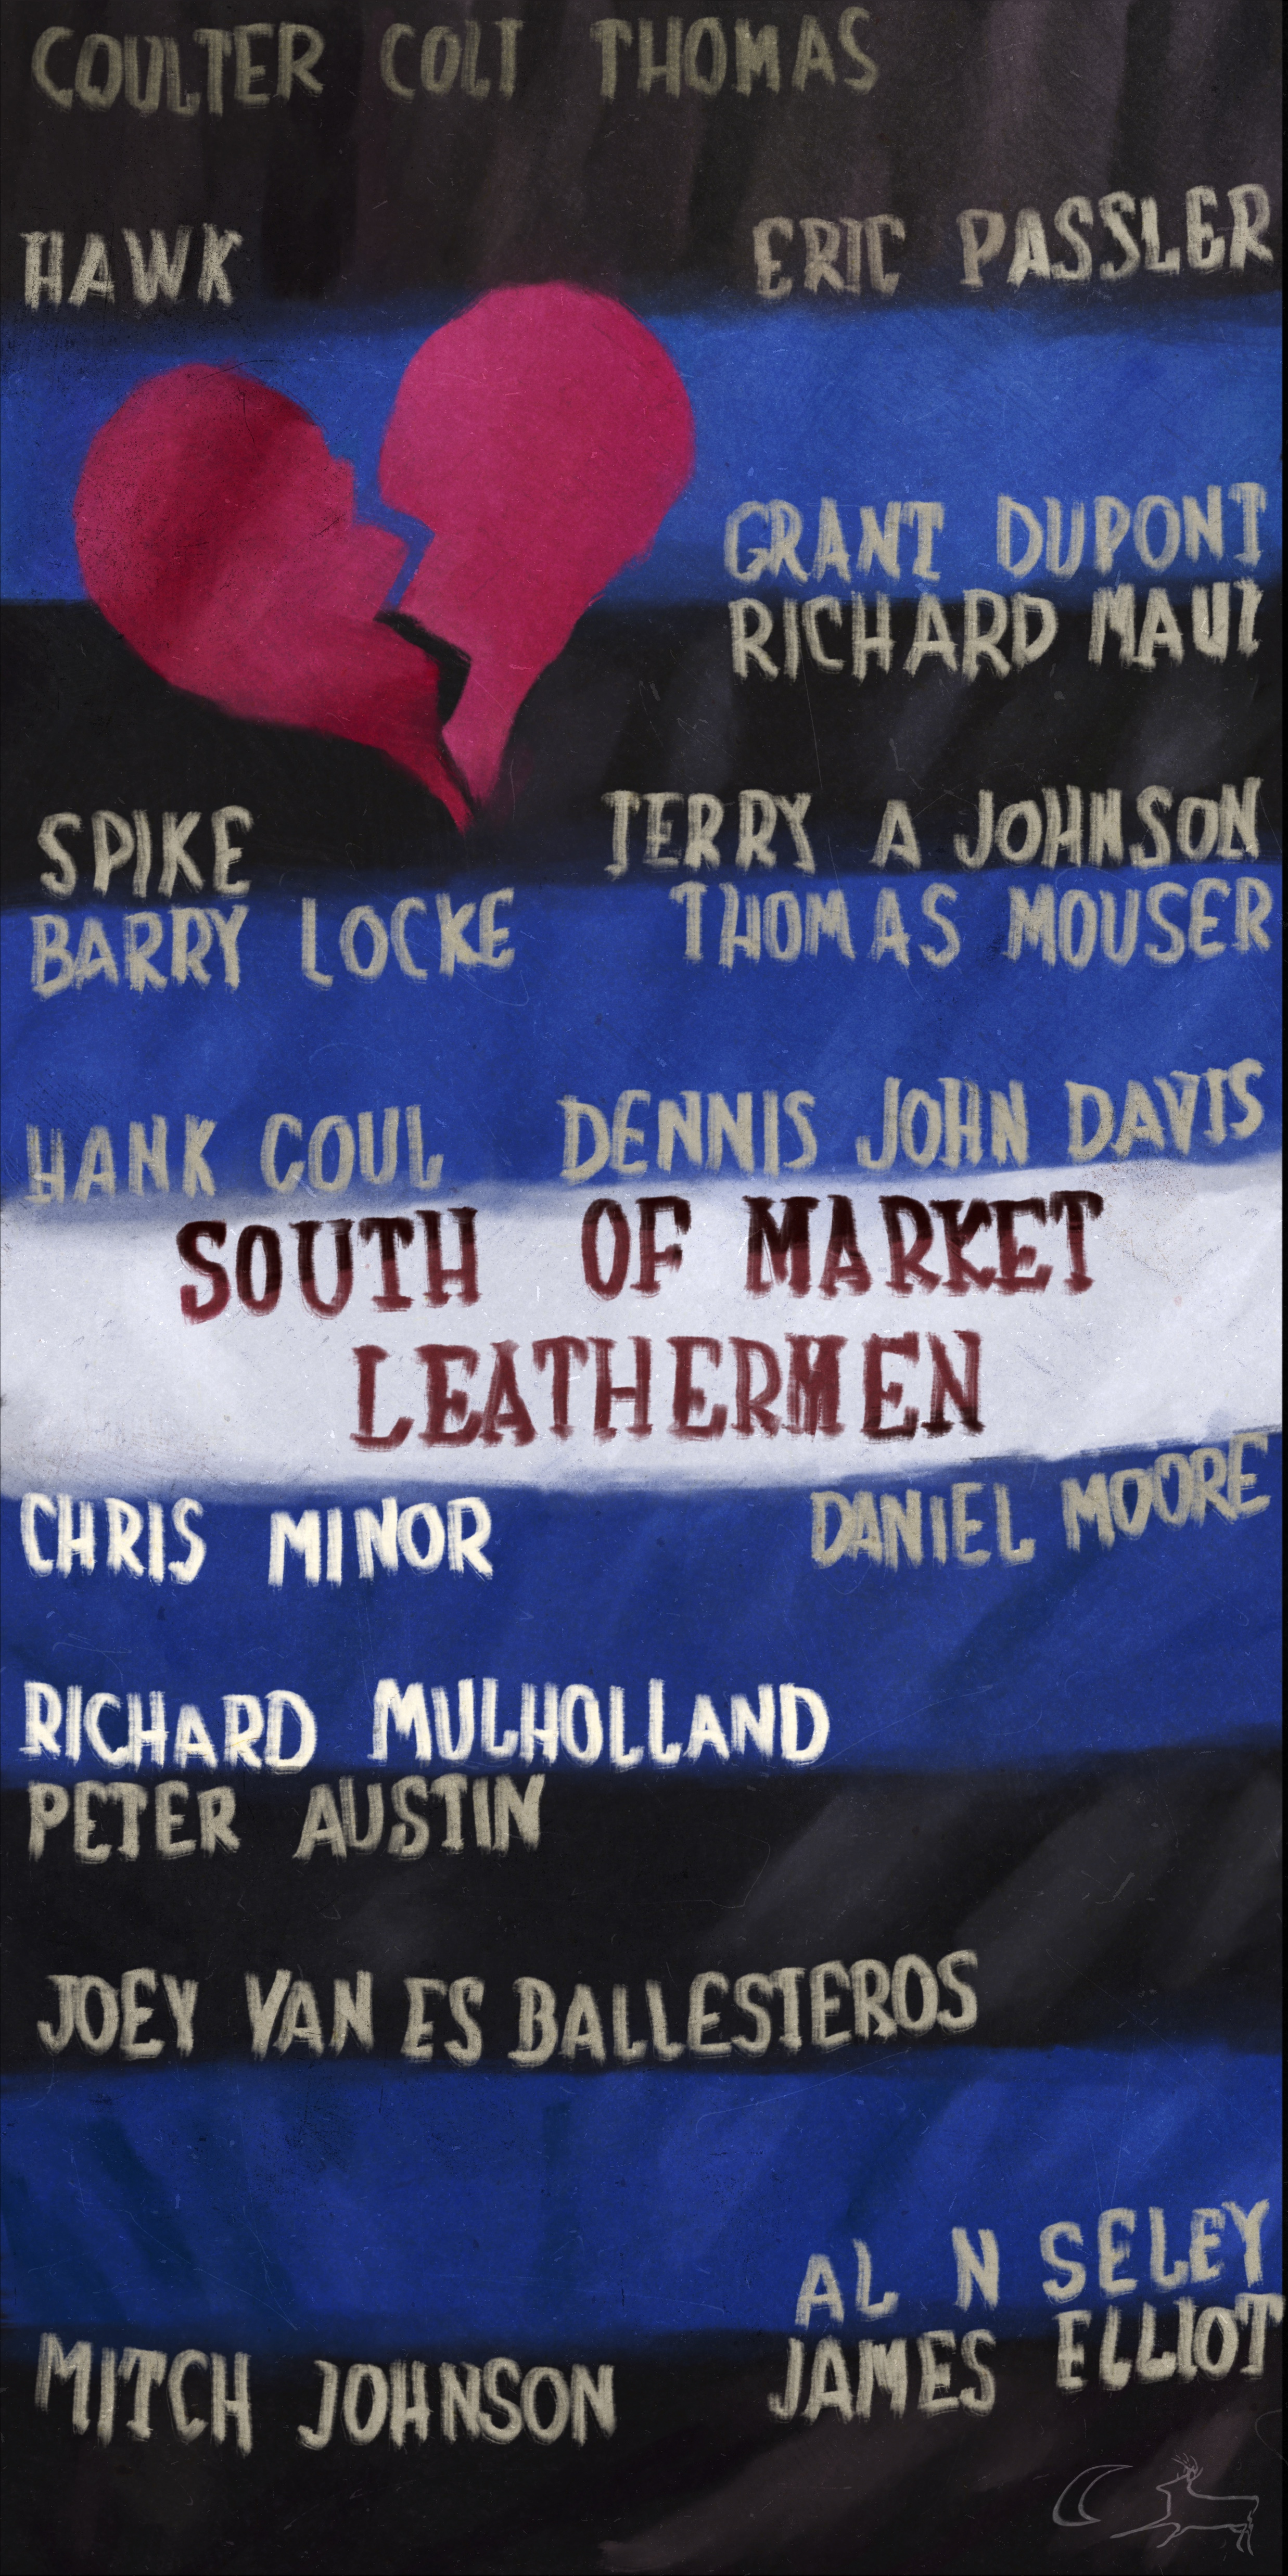 COULTER COLT THOMAS
HAWK
ERIC PASSLER
GRANT DUPONT
RICHARD MAUI
SPIKE
TERRY A JOHNSON
BARRY LOCKE
THOMAS MOUSER
HANK COUL
DENNIS JOHN DAVIS
SOUTH OF MARKET
LEATHERMEN
CHRIS MINOR
DANIEL MOORE
RICHARD MULHOLLAND
PETER AUSTIN
JOEY VAN ES BALLESTEROS
AL N SELEY
JAMES ELLIOT
MITCH JOHNSON